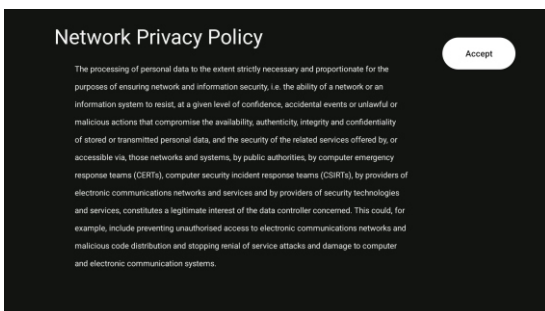 Network Privacy Policy
Accept
The processing of personal data to the extent strictly necessary and proportionate for the
purposes of ensuring network and information security, i.e. the ability of a network or an
information system to resist, at a given level of confidence, accidental events or unlawful or
malicious actions that compromise the availability, authenticity, integrity and confidentiality
of stored or transmitted personal data, and the security of the related services offered by, or
accessible via, those networks and systems, by public authorities, by computer emergency
response teams (CERTs), computer security incident response teams (CSIRTs), by providers of
electronic communications networks and services and by providers of security technologies
and services, constitutes a legitimate interest of the data controller concerned. This could, for
example, include preventing unauthorised access to electronic communications networks and
malicious code distribution and stopping renial of service attacks and damage to computer
and electronic communication systems.